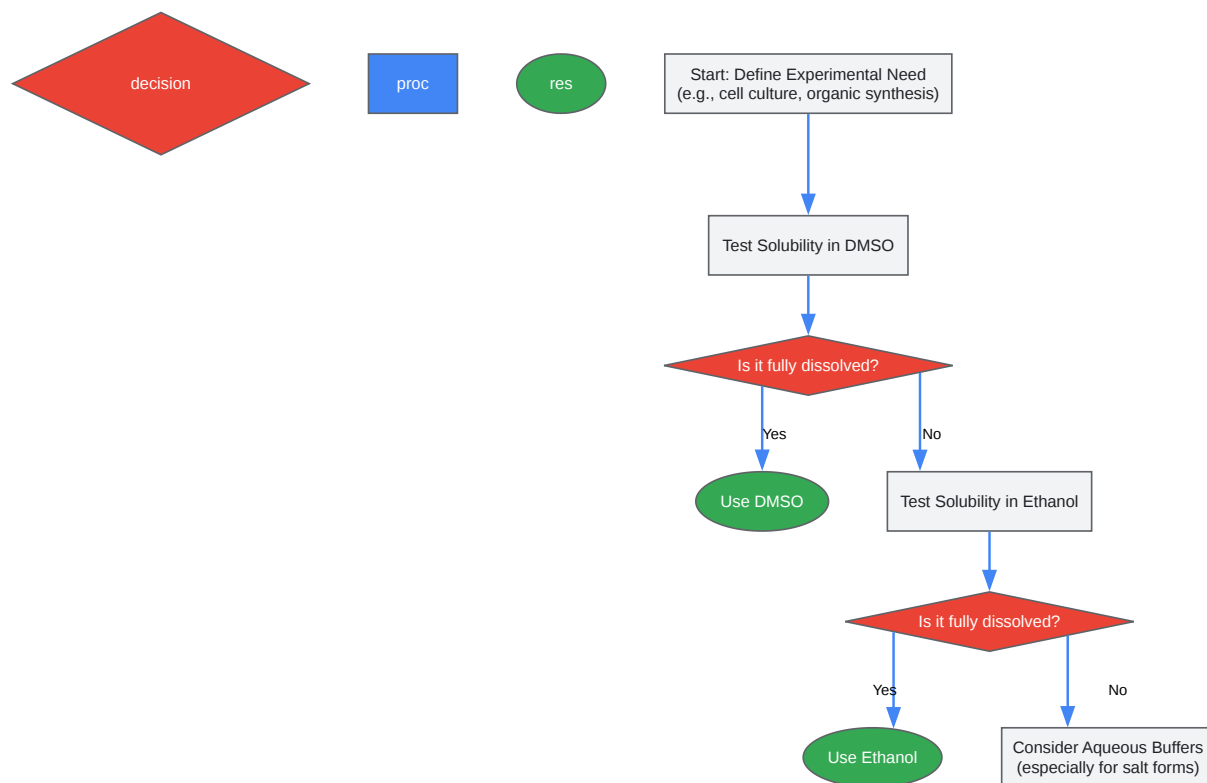 decision
proc
res
Start: Define Experimental Need
(e.g., cell culture, organic synthesis)
Test Solubility in DMSO
Is it fully dissolved?
Yes
No
Use DMSO
Test Solubility in Ethanol
Is it fully dissolved?
Yes
No
Use Ethanol
Consider Aqueous Buffers
(especially for salt forms)